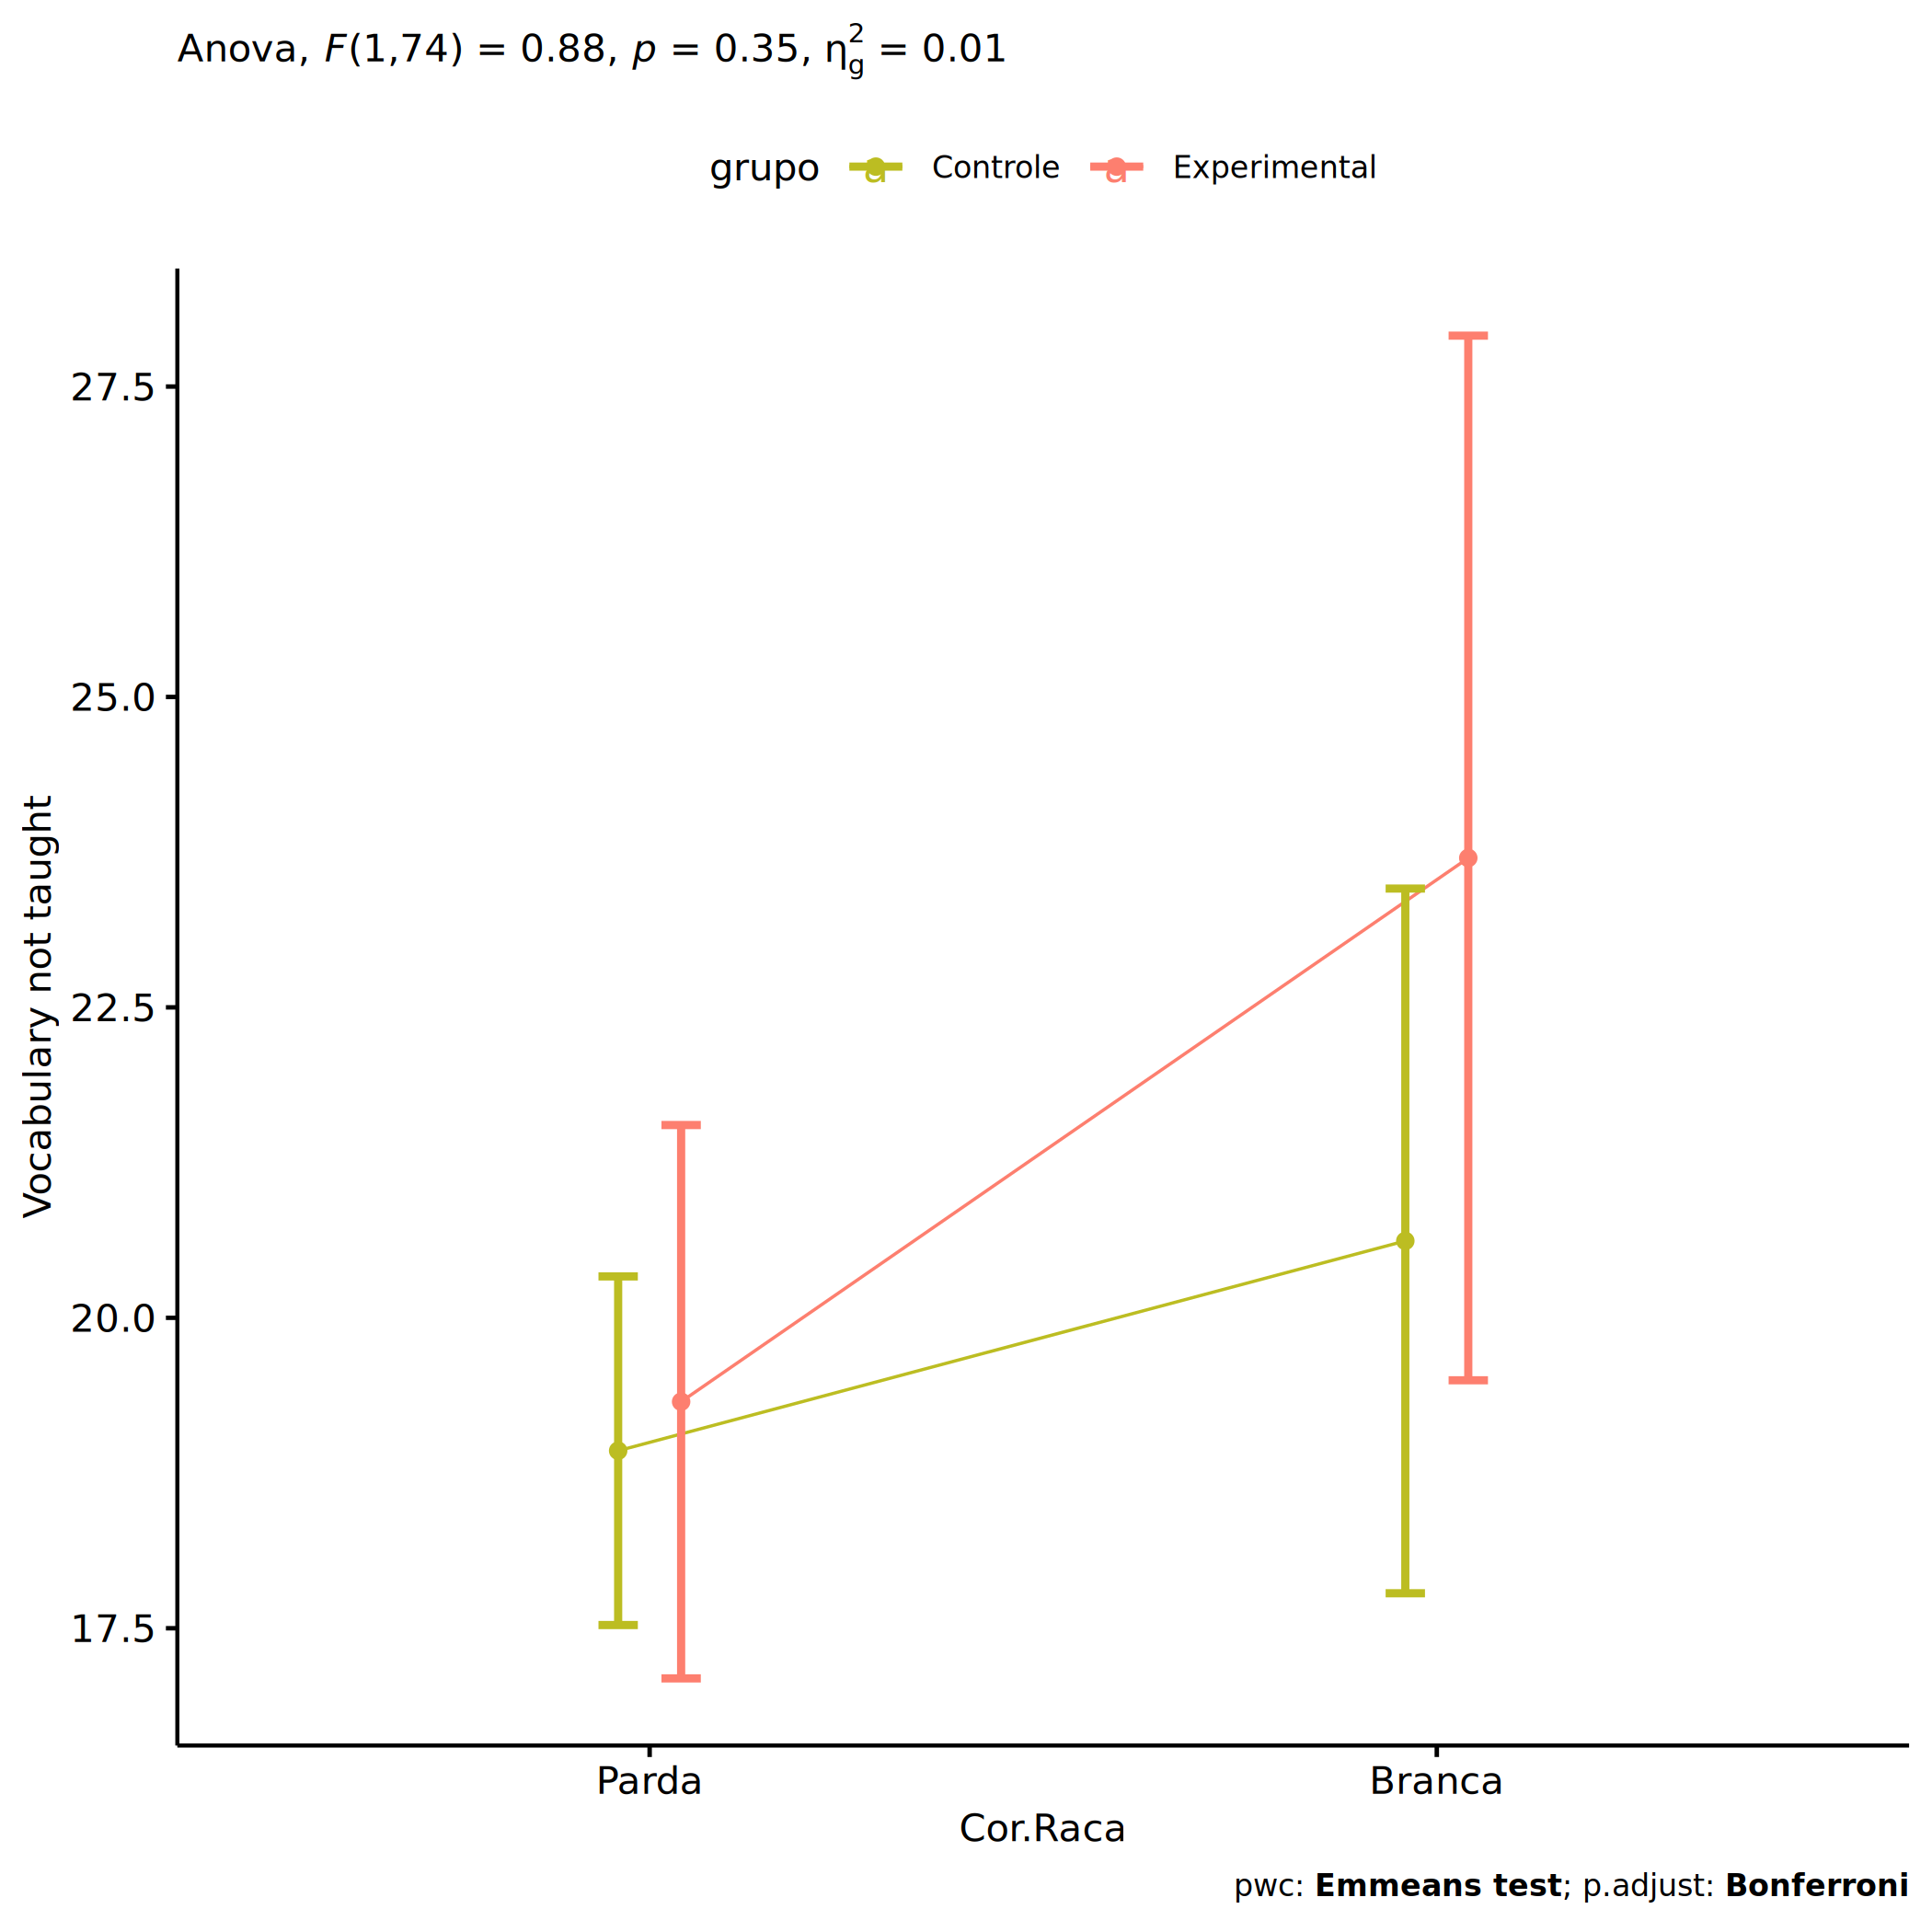 Anova, F(1,74) = 0.88, p = 0.35, η²g = 0.01
grupo a Controle a Experimental
27.5
25.0
22.5
20.0
17.5
Vocabulary not taught
Parda Branca
Cor.Raca
pwc: Emmeans test; p.adjust: Bonferroni